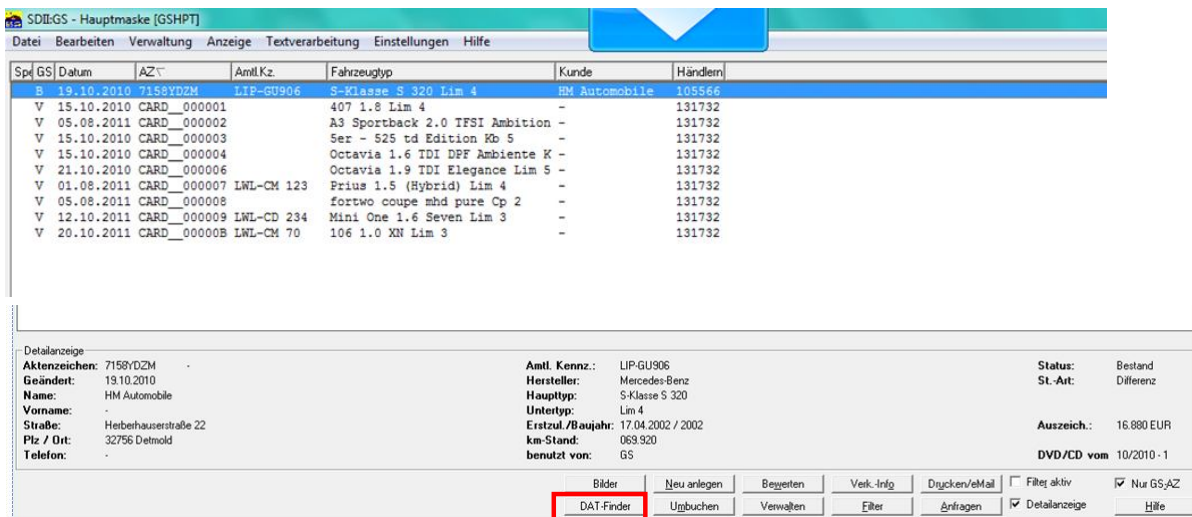 SDII:GS - Hauptmaske [GSHPT]
Datei Bearbeiten Verwaltung Anzeige Textverarbeitung Einstellungen Hilfe
Spe GS Datum AZ Amtl.Kz. Fahrzeugtyp Kunde Händlern
B 19.10.2010 7158YDZM LIP-GU906 S-Klasse S 320 Lim 4 HM Automobile 105566
V 15.10.2010 CARD__000001 407 1.8 Lim 4 - 131732
V 05.08.2011 CARD__000002 A3 Sportback 2.0 TFSI Ambition - 131732
V 15.10.2010 CARD__000003 5er - 525 td Edition Kb 5 - 131732
V 15.10.2010 CARD__000004 Octavia 1.6 TDI DPF Ambiente K - 131732
V 21.10.2010 CARD__000006 Octavia 1.9 TDI Elegance Lim 5 - 131732
V 01.08.2011 CARD__000007 LWL-CM 123 Prius 1.5 (Hybrid) Lim 4 - 131732
V 05.08.2011 CARD__000008 fortwo coupe mhd pure Cp 2 - 131732
V 12.10.2011 CARD__000009 LWL-CD 234 Mini One 1.6 Seven Lim 3 - 131732
V 20.10.2011 CARD__00000B LWL-CM 70 106 1.0 XN Lim 3 - 131732
Detailanzeige
Aktenzeichen: 7158YDZM - Amtl. Kennz.: LIP-GU906 Status: Bestand
Geändert: 19.10.2010 Hersteller: Mercedes-Benz St.-Art: Differenz
Name: HM Automobile Haupttyp: S-Klasse S 320
Vorname: - Untertyp: Lim 4
Straße: Herberhauserstraße 22 Erstzul./Baujahr: 17.04.2002 / 2002 Auszeich.: 16.880 EUR
Plz / Ort: 32756 Detmold km-Stand: 069.920
Telefon: - benutzt von: GS DVD/CD vom 10/2010 - 1
Bilder Neu anlegen Bewerten Verk.-Info Drucken/eMail Filter aktiv Nur GS-AZ
DAT-Finder Umbuchen Verwalten Filter Anfragen Detailanzeige Hilfe